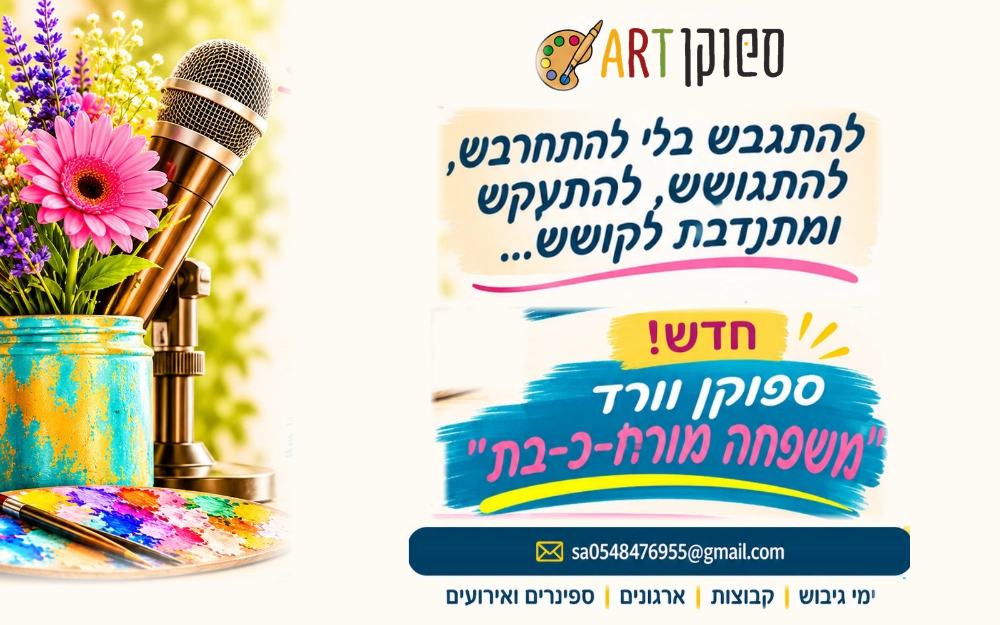 ספוקן ART
להתגבש בלי להתחרבש,
להתגושש, להתעקש
ומתנדבת לקושש...
חדש!
ספוקן וורד
"משפחה מורח-כ-בת"
sa0548476955@gmail.com
ימי גיבוש | קבוצות | ארגונים | ספינרים ואירועים